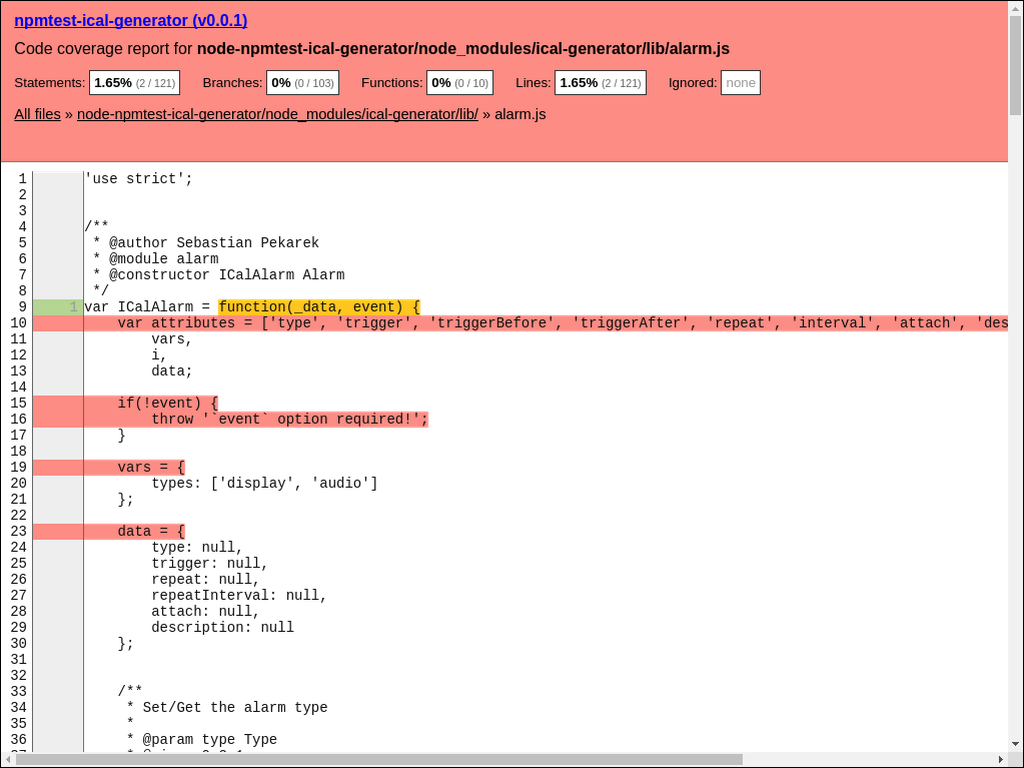 npmtest-ical-generator (v0.0.1)
Code coverage report for node-npmtest-ical-generator/node_modules/ical-generator/lib/alarm.js
Statements: 1.65% (2 / 121) Branches: 0% (0 / 103) Functions: 0% (0 / 10) Lines: 1.65% (2 / 121) Ignored: none
All files » node-npmtest-ical-generator/node_modules/ical-generator/lib/ » alarm.js
1 'use strict';
2
3
4 /**
5 * @author Sebastian Pekarek
6 * @module alarm
7 * @constructor ICalAlarm Alarm
8 */
9 1 var ICalAlarm = function(_data, event) {
10 var attributes = ['type', 'trigger', 'triggerBefore', 'triggerAfter', 'repeat', 'interval', 'attach', 'des
11 vars,
12 i,
13 data;
14
15 if(!event) {
16 throw '`event` option required!';
17 }
18
19 vars = {
20 types: ['display', 'audio']
21 };
22
23 data = {
24 type: null,
25 trigger: null,
26 repeat: null,
27 repeatInterval: null,
28 attach: null,
29 description: null
30 };
31
32
33 /**
34 * Set/Get the alarm type
35 *
36 * @param type Type